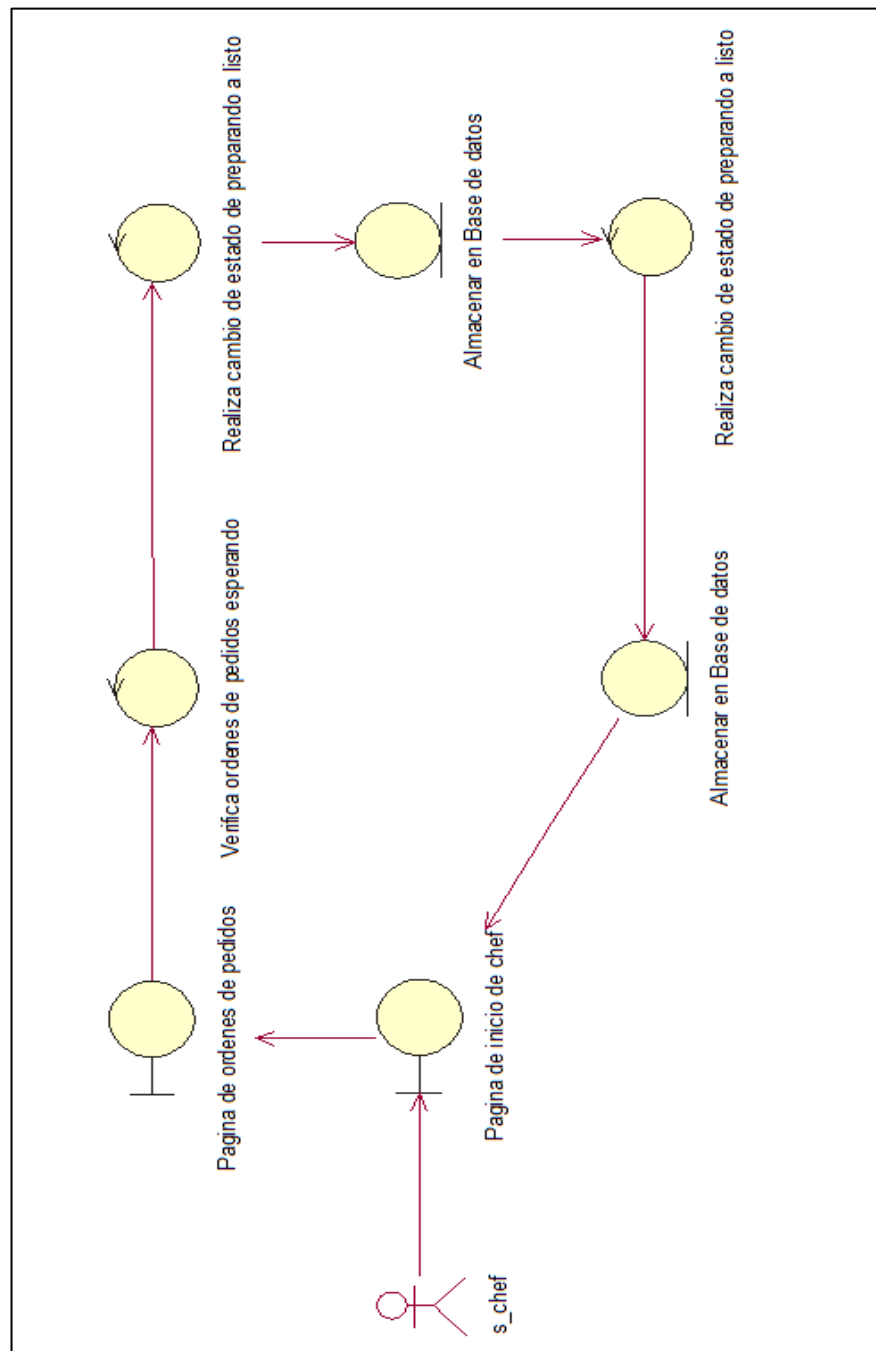 Pagina de ordenes de pedidos
Verifica ordenes de pedidos esperando
Realiza cambio de estado de preparando a listo
s_chef
Pagina de inicio de chef
Almacenar en Base de datos
Almacenar en Base de datos
Realiza cambio de estado de preparando a listo